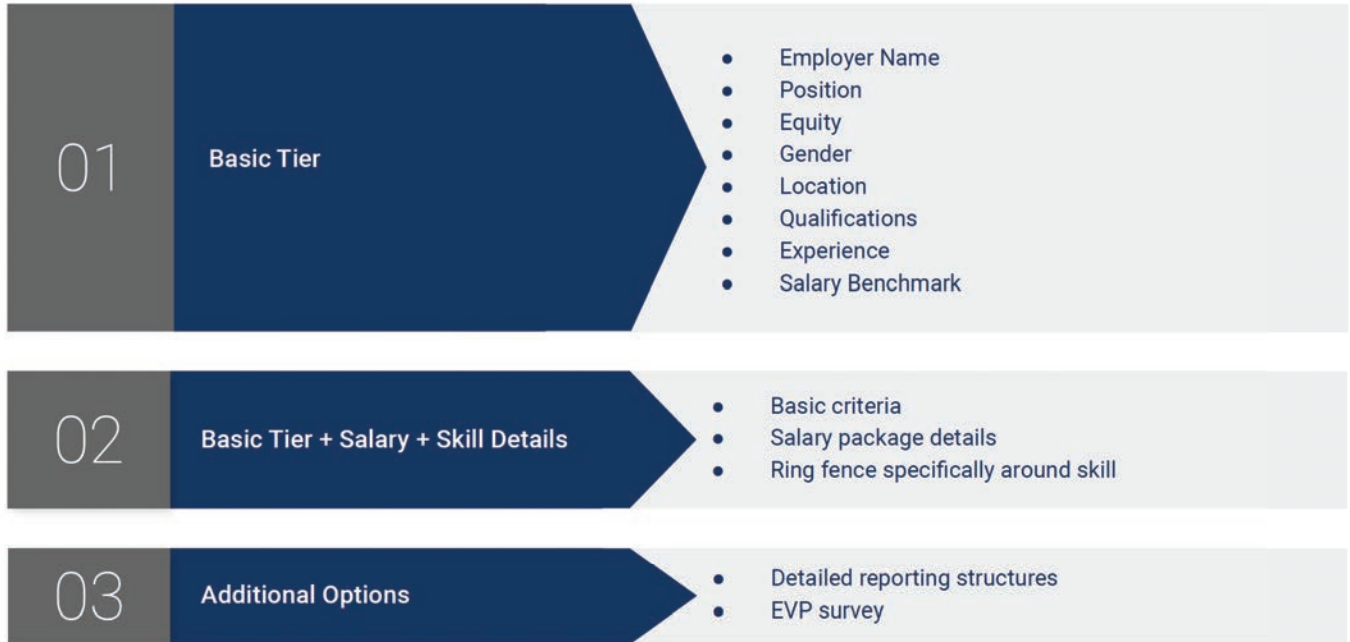 01
Basic Tier
● Employer Name
● Position
● Equity
● Gender
● Location
● Qualifications
● Experience
● Salary Benchmark
02
Basic Tier + Salary + Skill Details
● Basic criteria
● Salary package details
● Ring fence specifically around skill
03
Additional Options
● Detailed reporting structures
● EVP survey